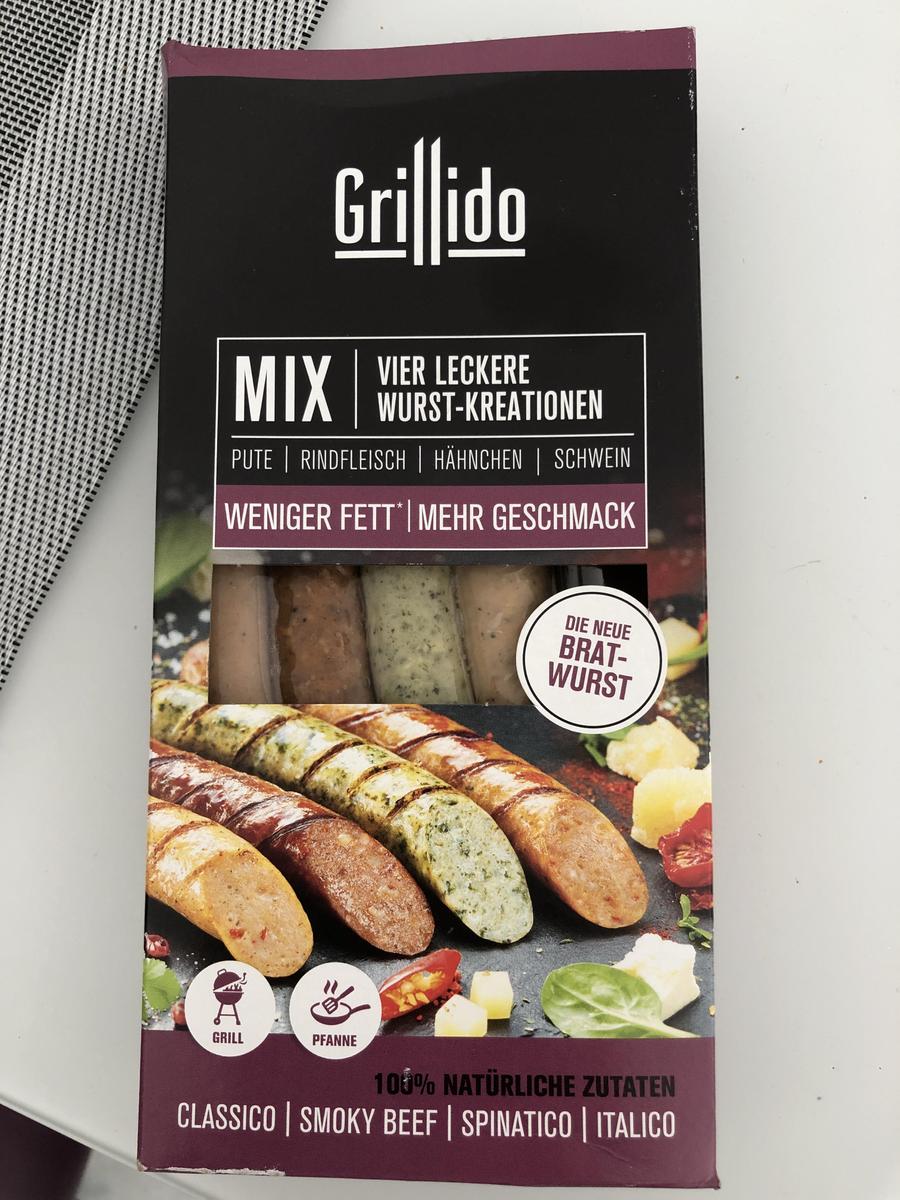 Grillido
MIX
VIER LECKERE
WURST-KREATIONEN
PUTE | RINDFLEISCH | HÄHNCHEN | SCHWEIN
WENIGER FETT* | MEHR GESCHMACK
DIE NEUE
BRAT-
WURST
GRILL
PFANNE
100% NATÜRLICHE ZUTATEN
CLASSICO | SMOKY BEEF | SPINATICO | ITALICO